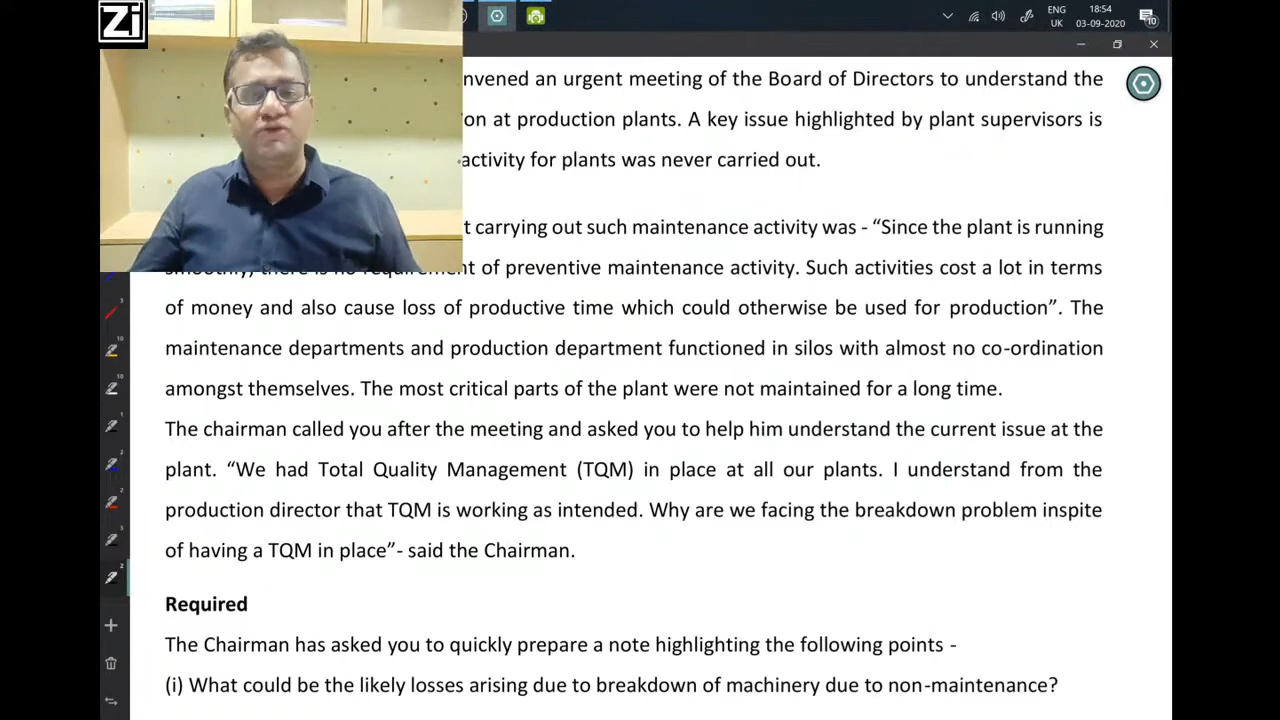 Zi
ENG
UK
18:54
03-09-2020
10
nvened an urgent meeting of the Board of Directors to understand the
on at production plants. A key issue highlighted by plant supervisors is
activity for plants was never carried out.
t carrying out such maintenance activity was - “Since the plant is running
smoothly, there is no requirement of preventive maintenance activity. Such activities cost a lot in terms
of money and also cause loss of productive time which could otherwise be used for production”. The
maintenance departments and production department functioned in silos with almost no co-ordination
amongst themselves. The most critical parts of the plant were not maintained for a long time.
The chairman called you after the meeting and asked you to help him understand the current issue at the
plant. “We had Total Quality Management (TQM) in place at all our plants. I understand from the
production director that TQM is working as intended. Why are we facing the breakdown problem inspite
of having a TQM in place”- said the Chairman.
Required
The Chairman has asked you to quickly prepare a note highlighting the following points -
(i) What could be the likely losses arising due to breakdown of machinery due to non-maintenance?